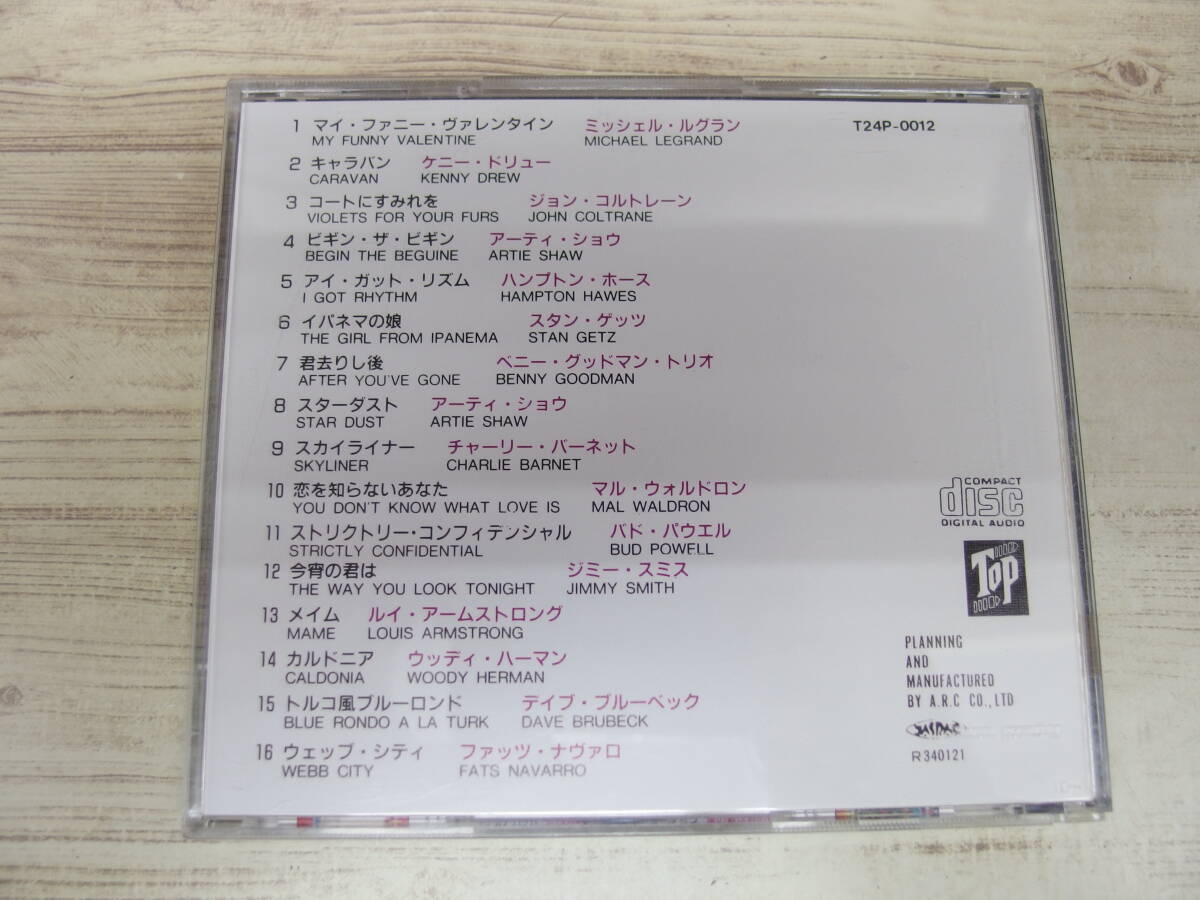 1 マイ・ファニー・ヴァレンタイン ミッシェル・ルグラン
MY FUNNY VALENTINE MICHAEL LEGRAND
T24P-0012
2 キャラバン ケニー・ドリュー
CARAVAN KENNY DREW
3 コートにすみれを ジョン・コルトレーン
VIOLETS FOR YOUR FURS JOHN COLTRANE
4 ビギン・ザ・ビギン アーティ・ショウ
BEGIN THE BEGUINE ARTIE SHAW
5 アイ・ガット・リズム ハンプトン・ホース
I GOT RHYTHM HAMPTON HAWES
6 イパネマの娘 スタン・ゲッツ
THE GIRL FROM IPANEMA STAN GETZ
7 君去りし後 ベニー・グッドマン・トリオ
AFTER YOU'VE GONE BENNY GOODMAN
8 スターダスト アーティ・ショウ
STAR DUST ARTIE SHAW
9 スカイライナー チャーリー・バーネット
SKYLINER CHARLIE BARNET
10 恋を知らないあなた マル・ウォルドロン
YOU DON'T KNOW WHAT LOVE IS MAL WALDRON
11 ストリクトリー・コンフィデンシャル バド・パウエル
STRICTLY CONFIDENTIAL BUD POWELL
12 今宵の君は ジミー・スミス
THE WAY YOU LOOK TONIGHT JIMMY SMITH
13 メイム ルイ・アームストロング
MAME LOUIS ARMSTRONG
14 カルドニア ウッディ・ハーマン
CALDONIA WOODY HERMAN
15 トルコ風ブルーロンド デイブ・ブルーベック
BLUE RONDO A LA TURK DAVE BRUBECK
16 ウェッブ・シティ ファッツ・ナヴァロ
WEBB CITY FATS NAVARRO
COMPACT
disc
DIGITAL AUDIO
TOP
PLANNING
AND
MANUFACTURED
BY A.R.C CO.,LTD
JASRAC
R340121